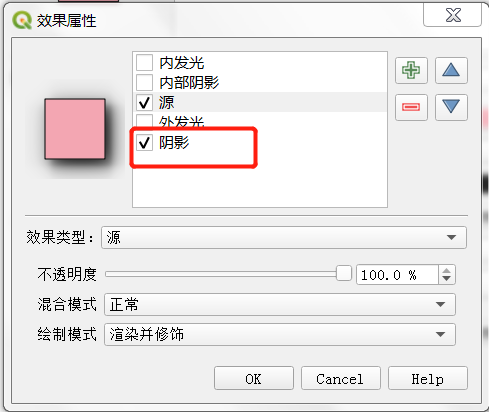 效果属性
内发光
内部阴影
源
外发光
阴影
效果类型： 源
不透明度 100.0 %
混合模式 正常
绘制模式 渲染并修饰
OK Cancel Help